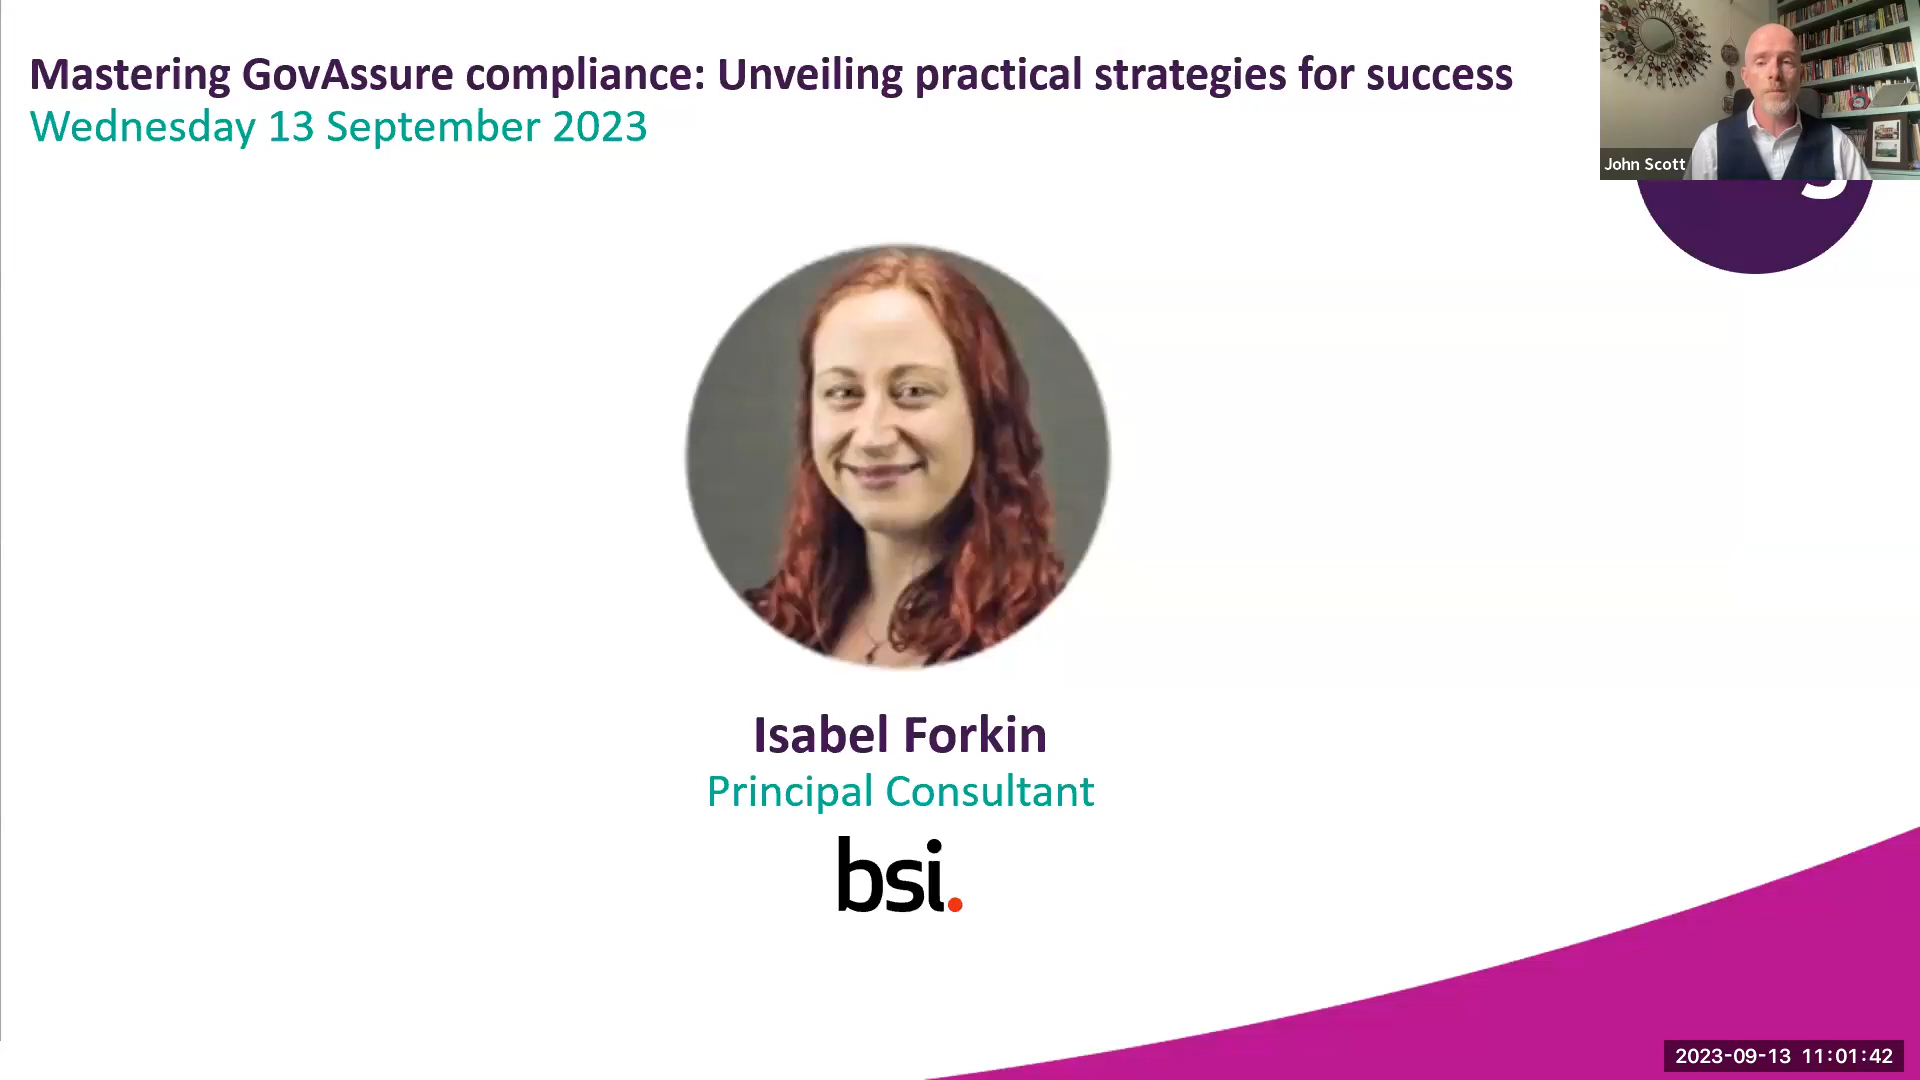 Mastering GovAssure compliance: Unveiling practical strategies for success
Wednesday 13 September 2023
John Scott
Isabel Forkin
Principal Consultant
bsi.
2023-09-13 11:01:42